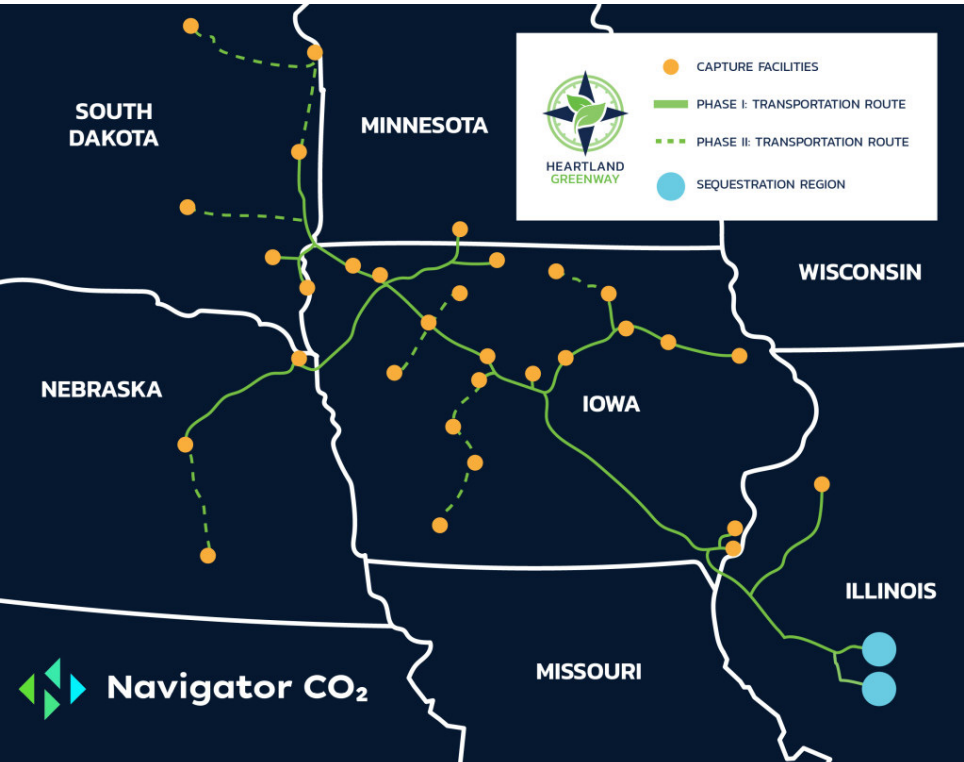 SOUTH
DAKOTA
MINNESOTA
HEARTLAND
GREENWAY
CAPTURE FACILITIES
PHASE I: TRANSPORTATION ROUTE
PHASE II: TRANSPORTATION ROUTE
SEQUESTRATION REGION
WISCONSIN
NEBRASKA
IOWA
ILLINOIS
MISSOURI
Navigator CO₂